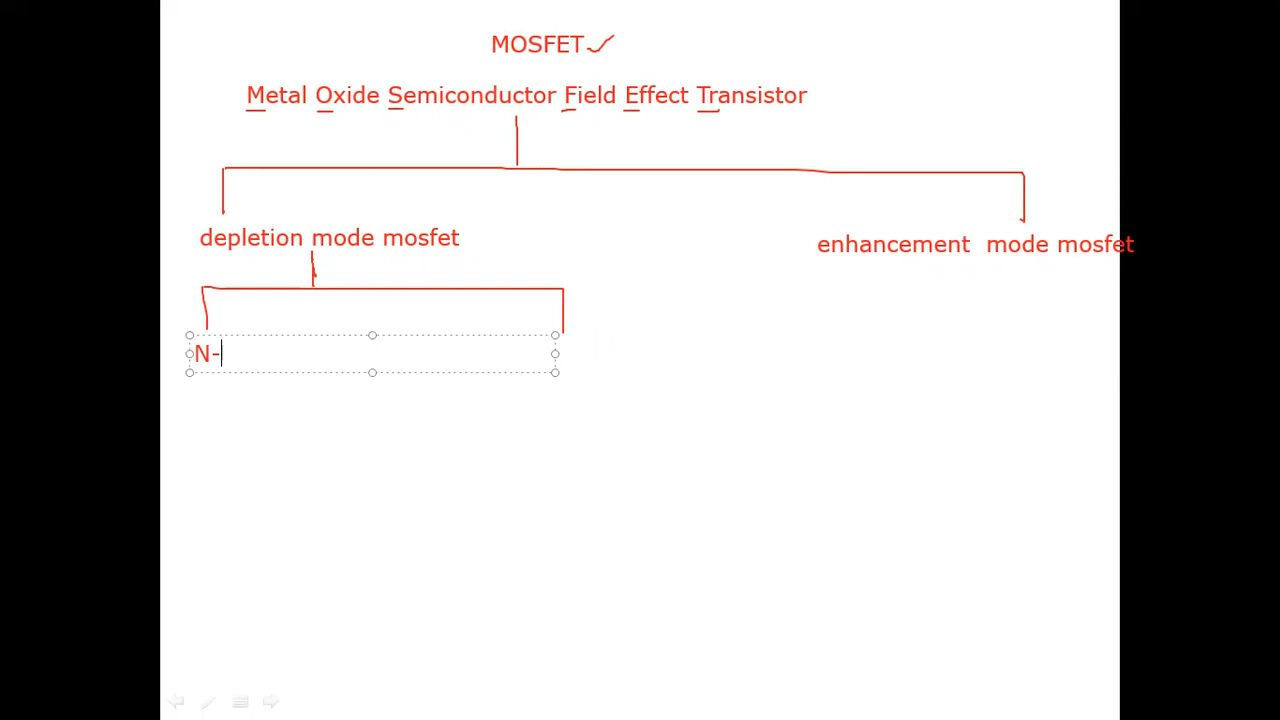 MOSFET
Metal Oxide Semiconductor Field Effect Transistor
depletion mode mosfet
enhancement mode mosfet
N-